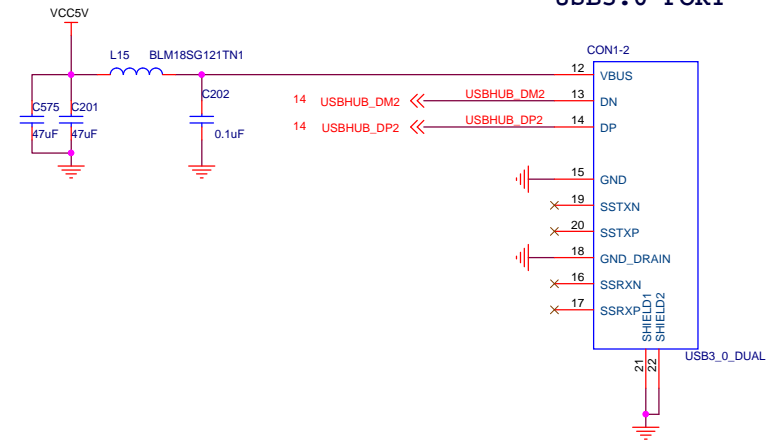 USB3.0 PORT
VCC5V
L15 BLM18SG121TN1
CON1-2
12 VBUS
C575 C201 C202
14 USBHUB_DM2 USBHUB_DM2 13 DN
47uF 47uF 0.1uF
14 USBHUB_DP2 USBHUB_DP2 14 DP
15 GND
19 SSTXN
20 SSTXP
18 GND_DRAIN
16 SSRXN
17 SSRXP
SHIELD1
SHIELD2
USB3_0_DUAL
21
22